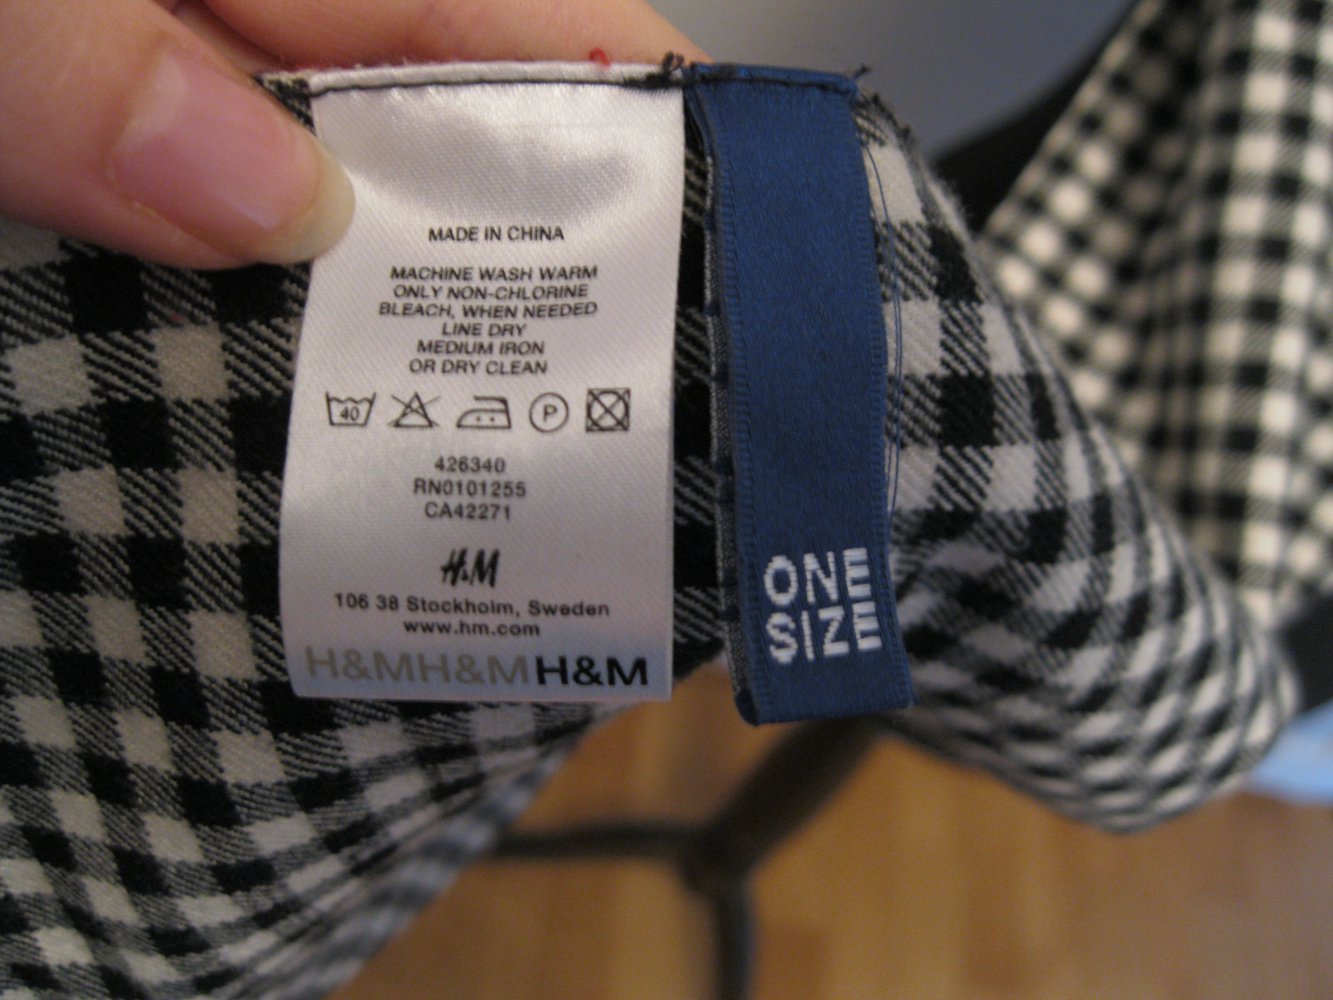 MADE IN CHINA
MACHINE WASH WARM
ONLY NON-CHLORINE
BLEACH, WHEN NEEDED
LINE DRY
MEDIUM IRON
OR DRY CLEAN
40 P
426340
RN0101255
CA42271
H&M
106 38 Stockholm, Sweden
www.hm.com
H&MH&MH&M
ONE
SIZE